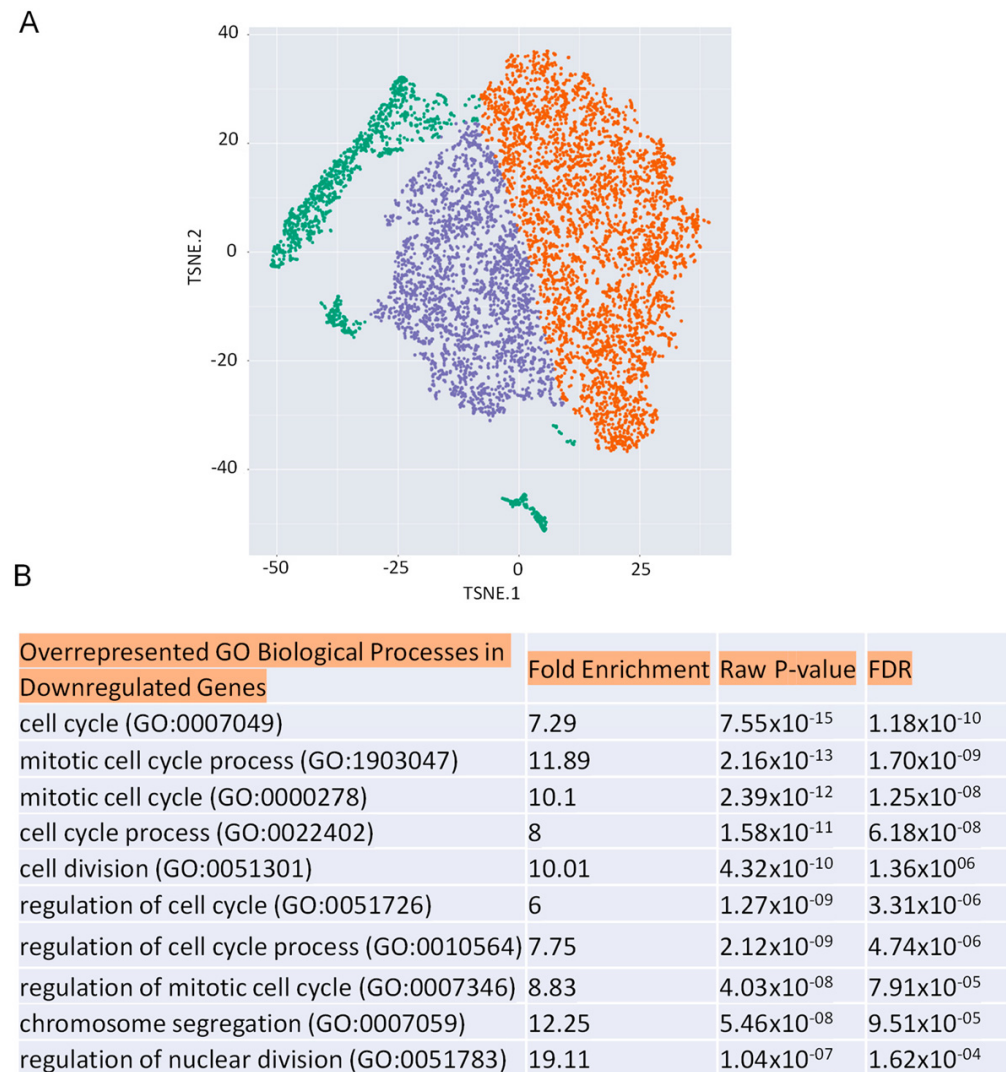 A
40
20
0
-20
-40
TSNE.2
-50
-25
0
25
TSNE.1
B
Overrepresented GO Biological Processes in Downregulated Genes Fold Enrichment Raw P-value FDR
cell cycle (GO:0007049) 7.29 7.55x10⁻¹⁵ 1.18x10⁻¹⁰
mitotic cell cycle process (GO:1903047) 11.89 2.16x10⁻¹³ 1.70x10⁻⁰⁹
mitotic cell cycle (GO:0000278) 10.1 2.39x10⁻¹² 1.25x10⁻⁰⁸
cell cycle process (GO:0022402) 8 1.58x10⁻¹¹ 6.18x10⁻⁰⁸
cell division (GO:0051301) 10.01 4.32x10⁻¹⁰ 1.36x10⁰⁶
regulation of cell cycle (GO:0051726) 6 1.27x10⁻⁰⁹ 3.31x10⁻⁰⁶
regulation of cell cycle process (GO:0010564) 7.75 2.12x10⁻⁰⁹ 4.74x10⁻⁰⁶
regulation of mitotic cell cycle (GO:0007346) 8.83 4.03x10⁻⁰⁸ 7.91x10⁻⁰⁵
chromosome segregation (GO:0007059) 12.25 5.46x10⁻⁰⁸ 9.51x10⁻⁰⁵
regulation of nuclear division (GO:0051783) 19.11 1.04x10⁻⁰⁷ 1.62x10⁻⁰⁴